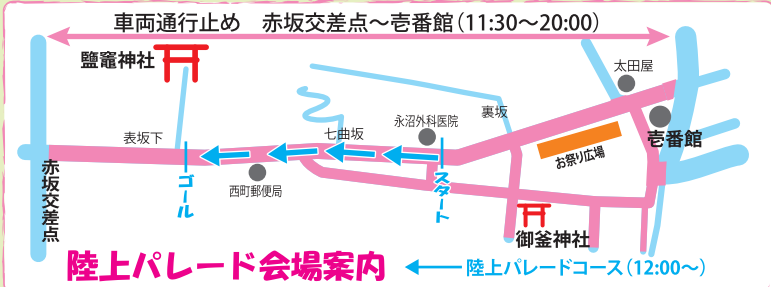 車両通行止め　赤坂交差点～壱番館（11:30～20:00）
鹽竈神社
太田屋
表坂下
七曲坂
永沼外科医院
裏坂
壱番館
お祭り広場
赤坂交差点
西町郵便局
ゴール
スタート
御釜神社
陸上パレード会場案内
陸上パレードコース（12:00～）